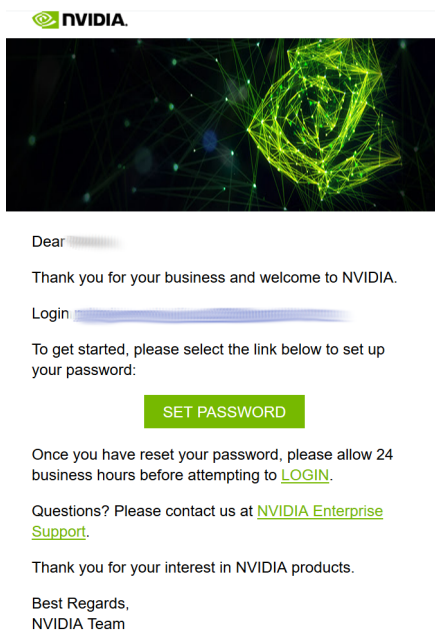 NVIDIA.
Dear
Thank you for your business and welcome to NVIDIA.
Login
To get started, please select the link below to set up
your password:
SET PASSWORD
Once you have reset your password, please allow 24
business hours before attempting to LOGIN.
Questions? Please contact us at NVIDIA Enterprise
Support.
Thank you for your interest in NVIDIA products.
Best Regards,
NVIDIA Team